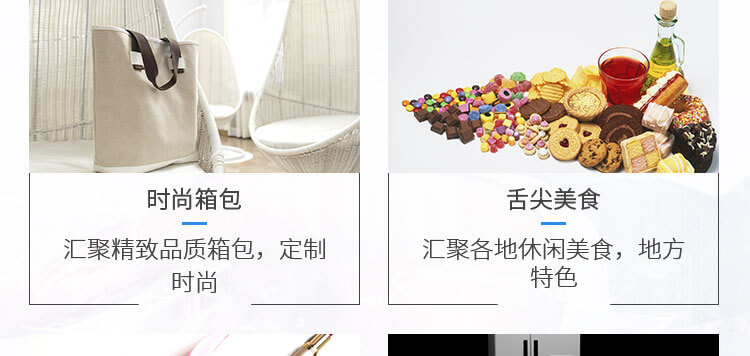 时尚箱包
汇聚精致品质箱包，定制
时尚
舌尖美食
汇聚各地休闲美食，地方
特色